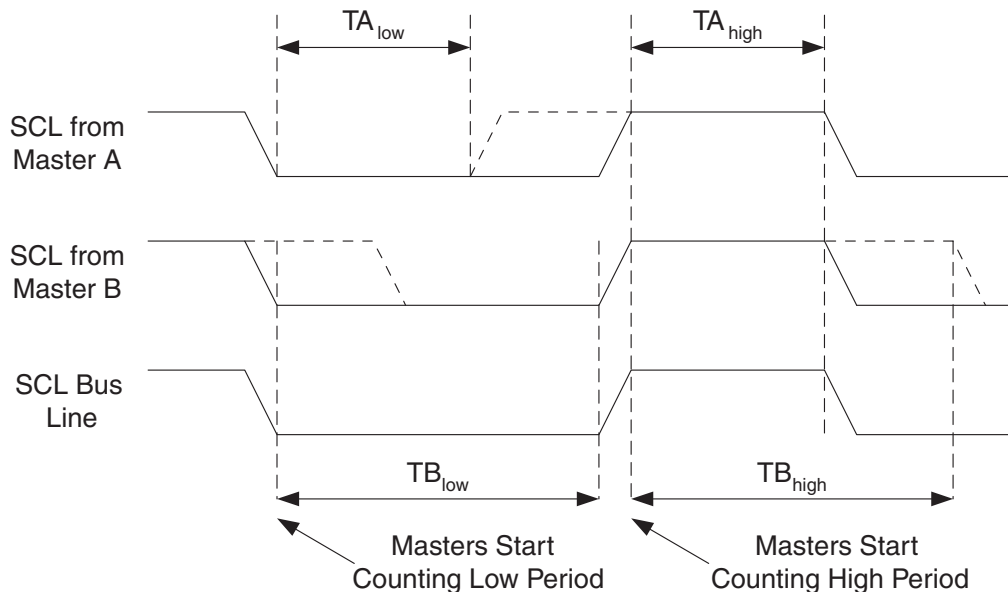 TA low
TA high
SCL from
Master A
SCL from
Master B
SCL Bus
Line
TB low
TB high
Masters Start
Counting Low Period
Masters Start
Counting High Period